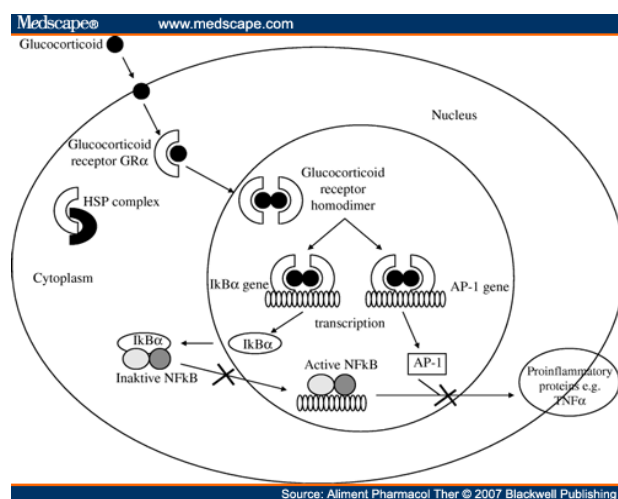 Medscape® www.medscape.com
Glucocorticoid
Nucleus
Glucocorticoid
receptor GRα
Glucocorticoid
receptor
homodimer
HSP complex
Cytoplasm
IkBα gene
AP-1 gene
transcription
IkBα
IkBα
Inaktive NFkB
Active NFkB
AP-1
Proinflammatory
proteins e.g.
TNFα
Source: Aliment Pharmacol Ther © 2007 Blackwell Publishing